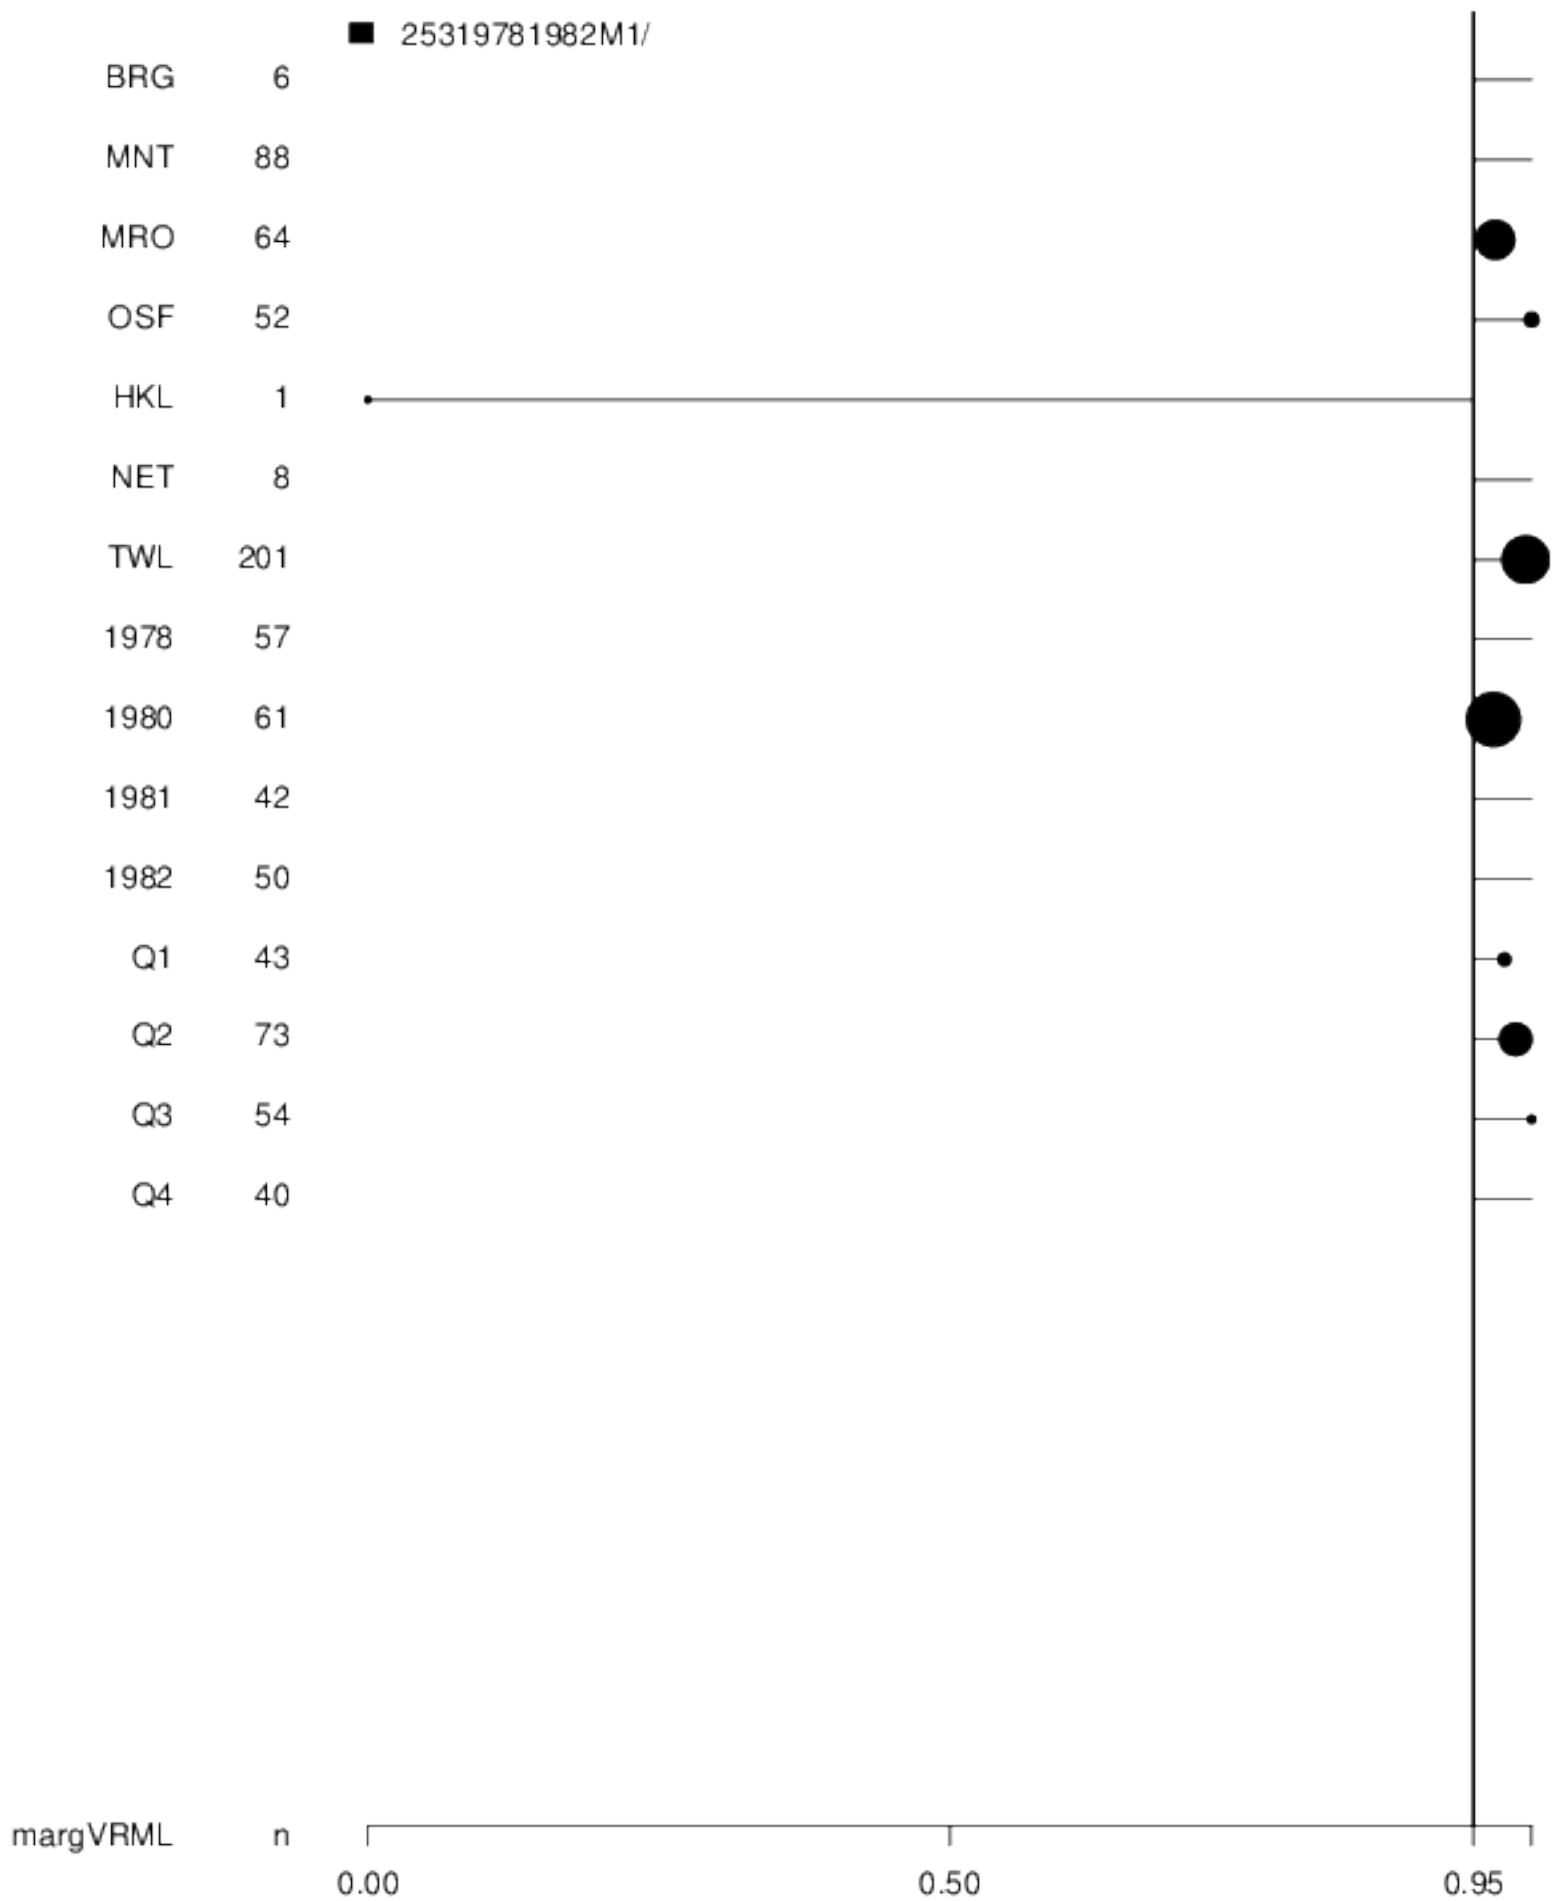 25319781982M1/
BRG 6
MNT 88
MRO 64
OSF 52
HKL 1
NET 8
TWL 201
1978 57
1980 61
1981 42
1982 50
Q1 43
Q2 73
Q3 54
Q4 40
margVRML n
0.00 0.50 0.95